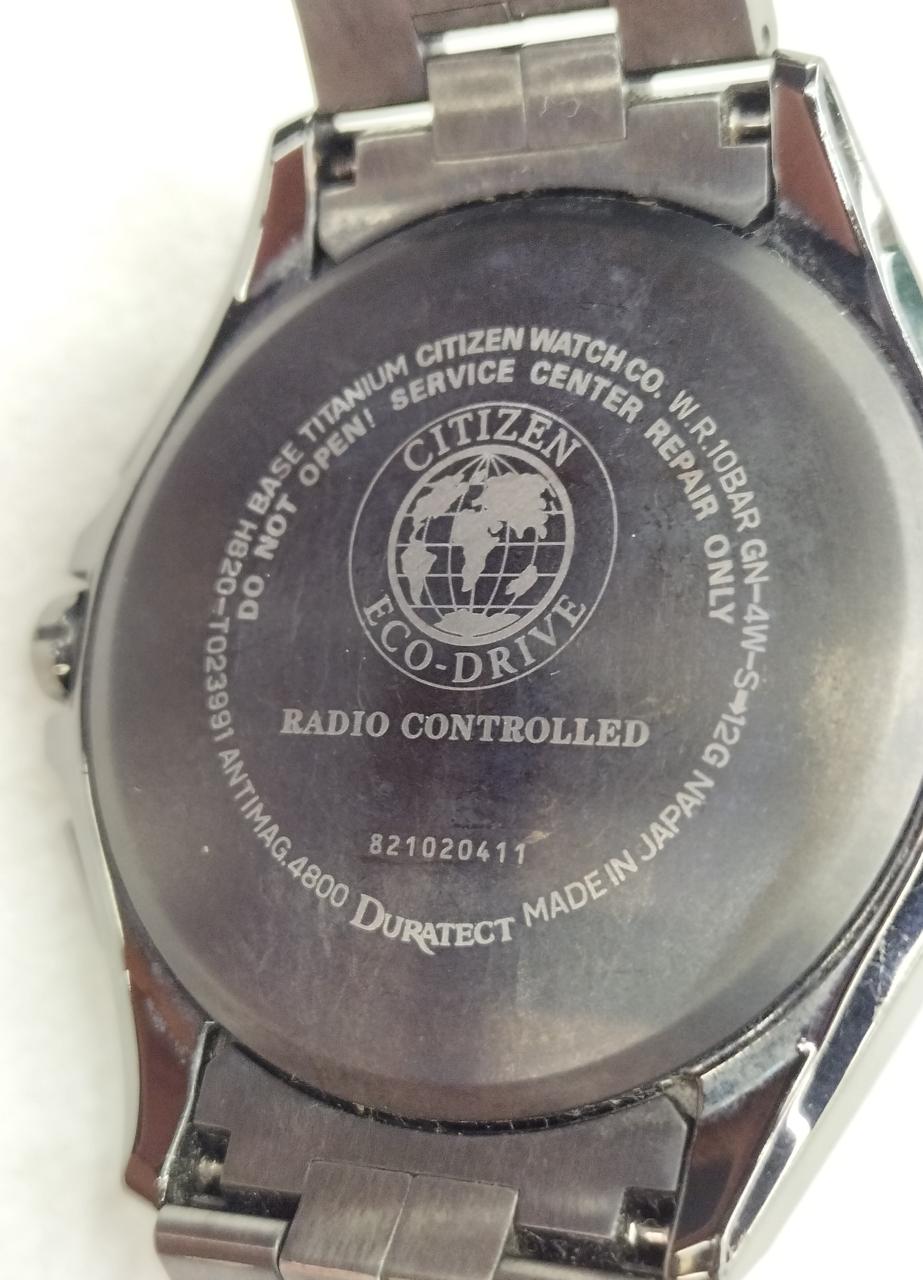 H820-T023991 BASE TITANIUM CITIZEN WATCH CO. W.R.10BAR GN-4W-S➡12G
DO NOT OPEN! SERVICE CENTER REPAIR ONLY
CITIZEN
ECO-DRIVE
RADIO CONTROLLED
821020411
ANTIMAG.4800 DURATECT MADE IN JAPAN